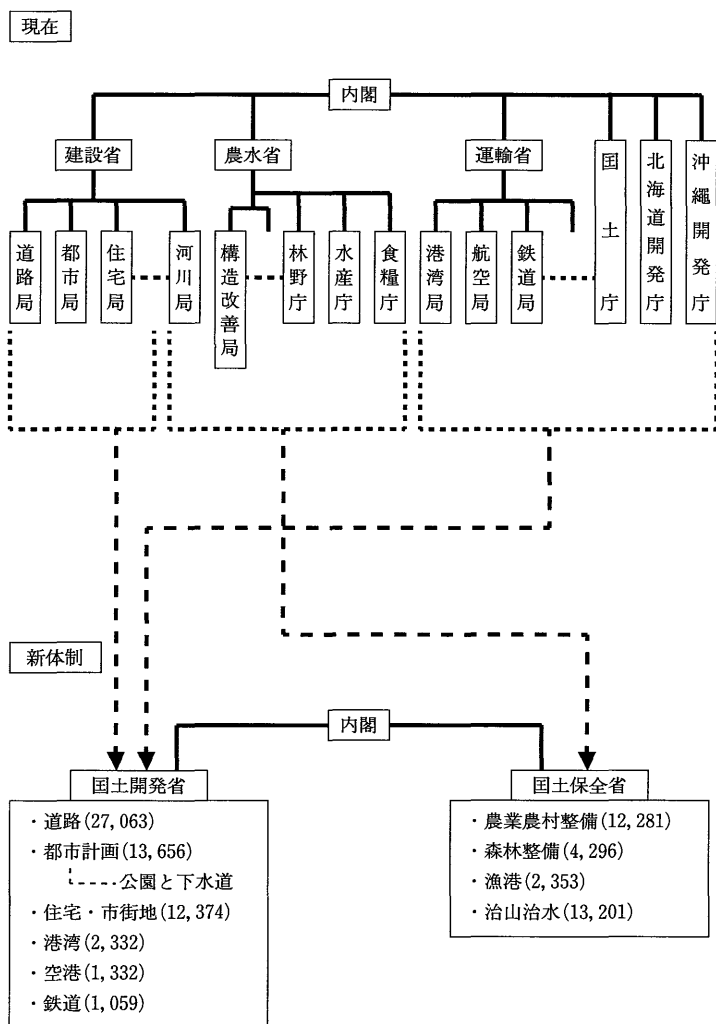 現在
内閣
建設省
農水省
運輸省
国土庁
北海道開発庁
沖縄開発庁
道路局
都市局
住宅局
河川局
構造改善局
林野庁
水産庁
食糧庁
港湾局
航空局
鉄道局
新体制
内閣
国土開発省
国土保全省
・道路(27,063)
・都市計画(13,656)
公園と下水道
・住宅・市街地(12,374)
・港湾(2,332)
・空港(1,332)
・鉄道(1,059)
・農業農村整備(12,281)
・森林整備(4,296)
・漁港(2,353)
・治山治水(13,201)